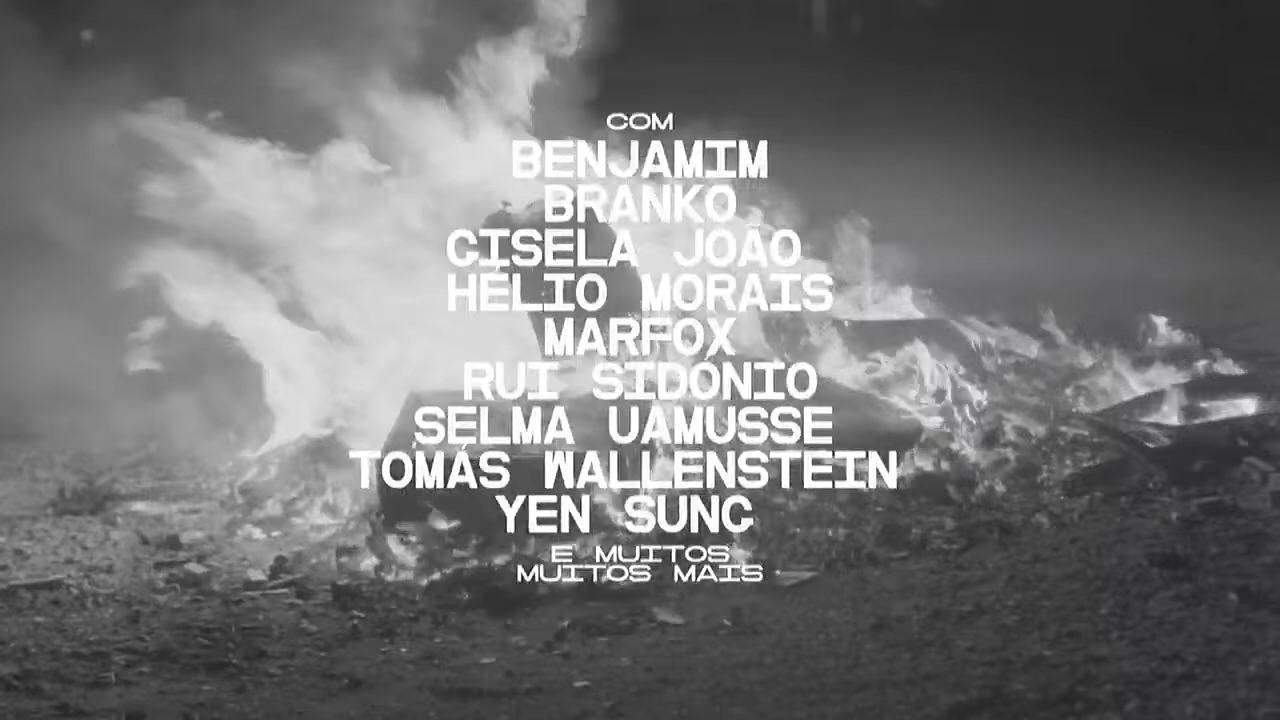 COM
BENJAMIM
BRANKO
GISELA JOÃO
HÉLIO MORAIS
MARFOX
RUI SIDÓNIO
SELMA UAMUSSE
TOMÁS WALLENSTEIN
YEN SUNG
E MUITOS
MUITOS MAIS